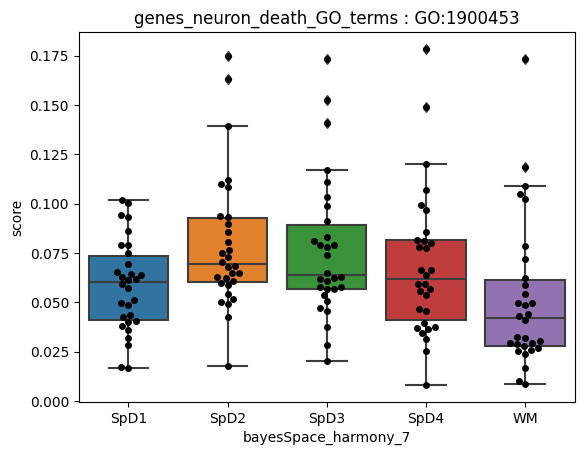 genes_neuron_death_GO_terms : GO:1900453
score
0.175
0.150
0.125
0.100
0.075
0.050
0.025
0.000
SpD1 SpD2 SpD3 SpD4 WM
bayesSpace_harmony_7